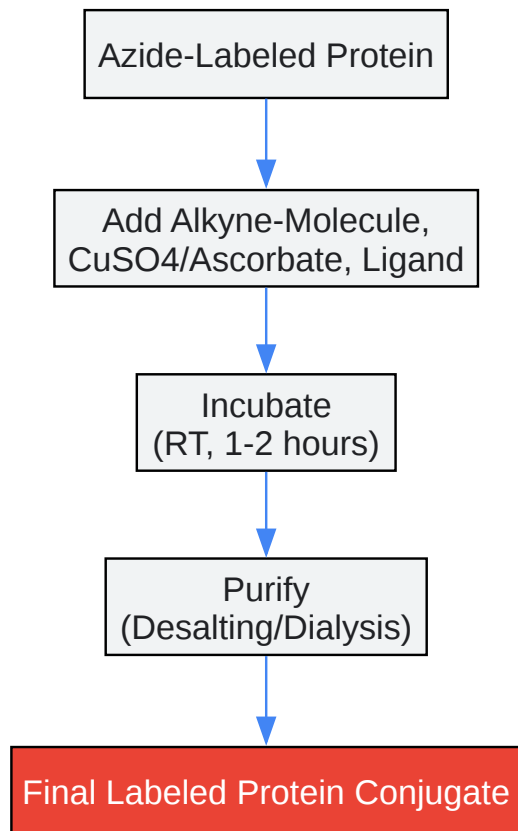 Azide-Labeled Protein
Add Alkyne-Molecule,
CuSO4/Ascorbate, Ligand
Incubate
(RT, 1-2 hours)
Purify
(Desalting/Dialysis)
Final Labeled Protein Conjugate